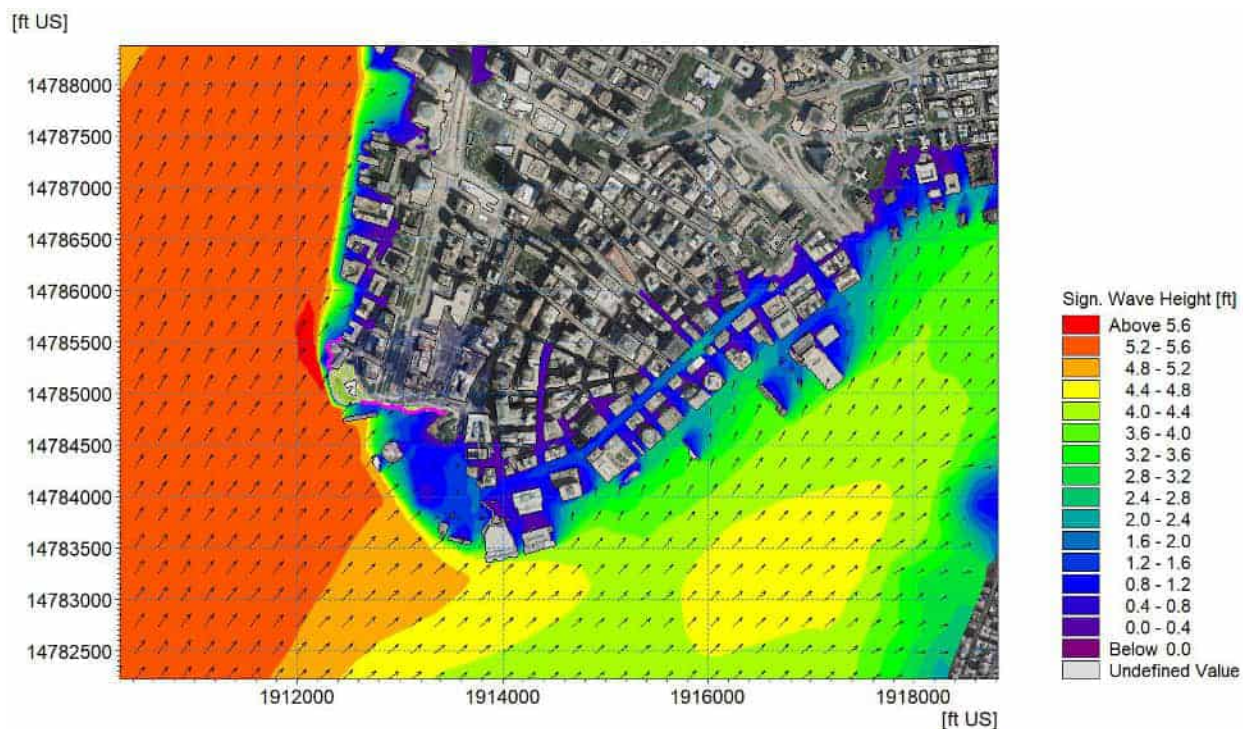 [ft US]
14788000
14787500
14787000
14786500
14786000
14785500
14785000
14784500
14784000
14783500
14783000
14782500
1912000
1914000
1916000
1918000
[ft US]
Sign. Wave Height [ft]
Above 5.6
5.2 - 5.6
4.8 - 5.2
4.4 - 4.8
4.0 - 4.4
3.6 - 4.0
3.2 - 3.6
2.8 - 3.2
2.4 - 2.8
2.0 - 2.4
1.6 - 2.0
1.2 - 1.6
0.8 - 1.2
0.4 - 0.8
0.0 - 0.4
Below 0.0
Undefined Value